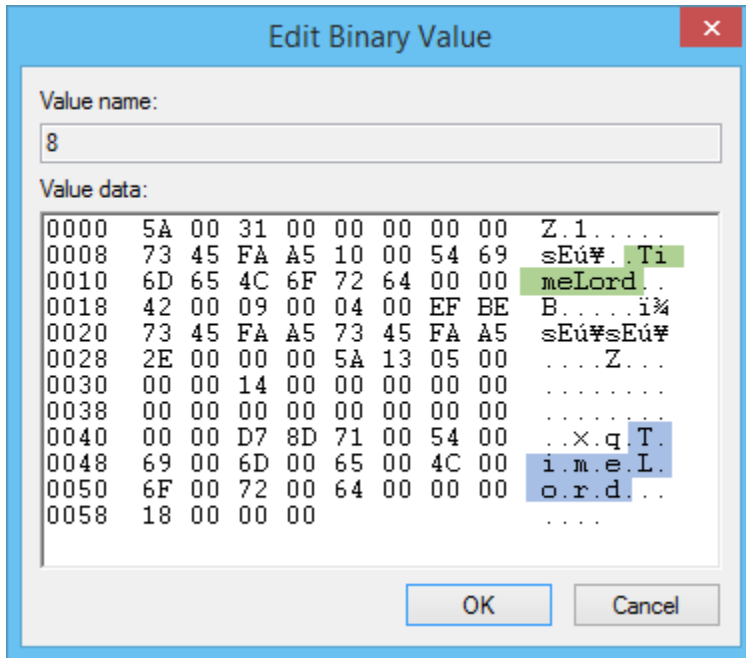 Edit Binary Value
Value name:
8
Value data:
0000 5A 00 31 00 00 00 00 00 Z.1.....
0008 73 45 FA A5 10 00 54 69 sEú¥..Ti
0010 6D 65 4C 6F 72 64 00 00 meLord..
0018 42 00 09 00 04 00 EF BE B.....ï¾
0020 73 45 FA A5 73 45 FA A5 sEú¥sEú¥
0028 2E 00 00 00 5A 13 05 00 ....Z...
0030 00 00 14 00 00 00 00 00 ........
0038 00 00 00 00 00 00 00 00 ........
0040 00 00 D7 8D 71 00 54 00 ..×.q.T.
0048 69 00 6D 00 65 00 4C 00 i.m.e.L.
0050 6F 00 72 00 64 00 00 00 o.r.d...
0058 18 00 00 00 ....
OK Cancel